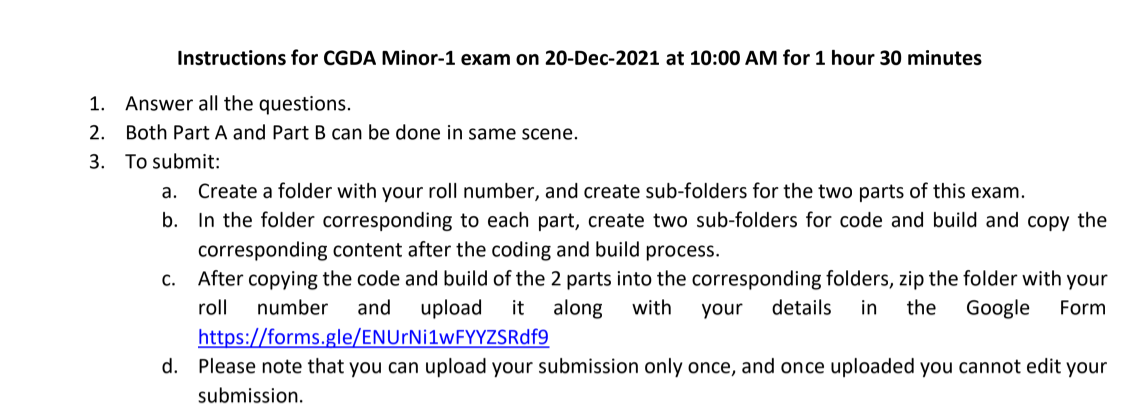 Instructions for CGDA Minor-1 exam on 20-Dec-2021 at 10:00 AM for 1 hour 30 minutes
1. Answer all the questions.
2. Both Part A and Part B can be done in same scene.
3. To submit:
a. Create a folder with your roll number, and create sub-folders for the two parts of this exam.
b. In the folder corresponding to each part, create two sub-folders for code and build and copy the
corresponding content after the coding and build process.
c. After copying the code and build of the 2 parts into the corresponding folders, zip the folder with your
roll number and upload it along with your details in the Google Form
https://forms.gle/ENUrNi1wFYYZSRdf9
d. Please note that you can upload your submission only once, and once uploaded you cannot edit your
submission.